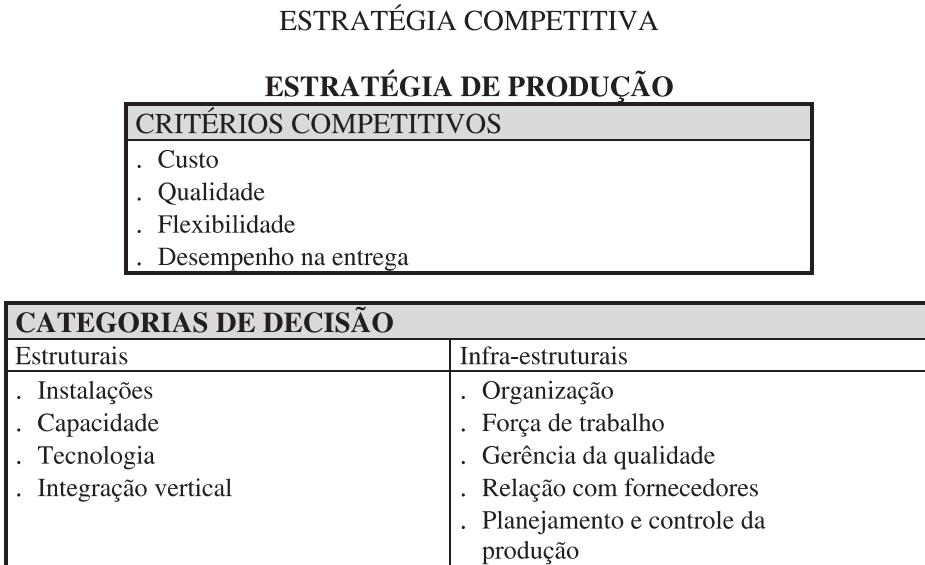 ESTRATÉGIA COMPETITIVA
ESTRATÉGIA DE PRODUÇÃO
CRITÉRIOS COMPETITIVOS
. Custo
. Qualidade
. Flexibilidade
. Desempenho na entrega
CATEGORIAS DE DECISÃO
Estruturais
. Instalações
. Capacidade
. Tecnologia
. Integração vertical
Infra-estruturais
. Organização
. Força de trabalho
. Gerência da qualidade
. Relação com fornecedores
. Planejamento e controle da
produção